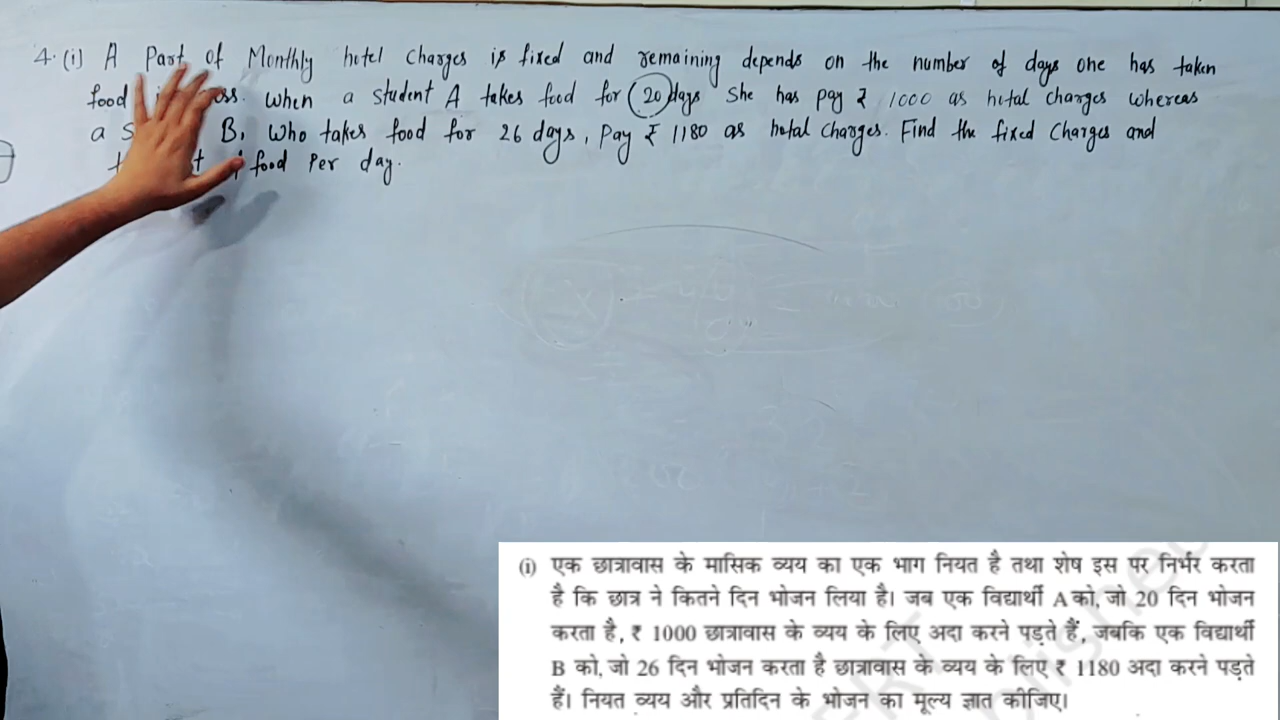 4. (i) A Part of Monthly hotel charges is fixed and remaining depends on the number of days one has taken
food mess. When a student A takes food for 20 days She has pay ₹ 1000 as hotal charges whereas
a B, Who takes food for 26 days, pay ₹ 1180 as hotal charges. Find the fixed Charges and
food Per day.
(i) एक छात्रावास के मासिक व्यय का एक भाग नियत है तथा शेष इस पर निर्भर करता
है कि छात्र ने कितने दिन भोजन लिया है। जब एक विद्यार्थी A को, जो 20 दिन भोजन
करता है, ₹ 1000 छात्रावास के व्यय के लिए अदा करने पड़ते हैं, जबकि एक विद्यार्थी
B को, जो 26 दिन भोजन करता है छात्रावास के व्यय के लिए ₹ 1180 अदा करने पड़ते
हैं। नियत व्यय और प्रतिदिन के भोजन का मूल्य ज्ञात कीजिए।